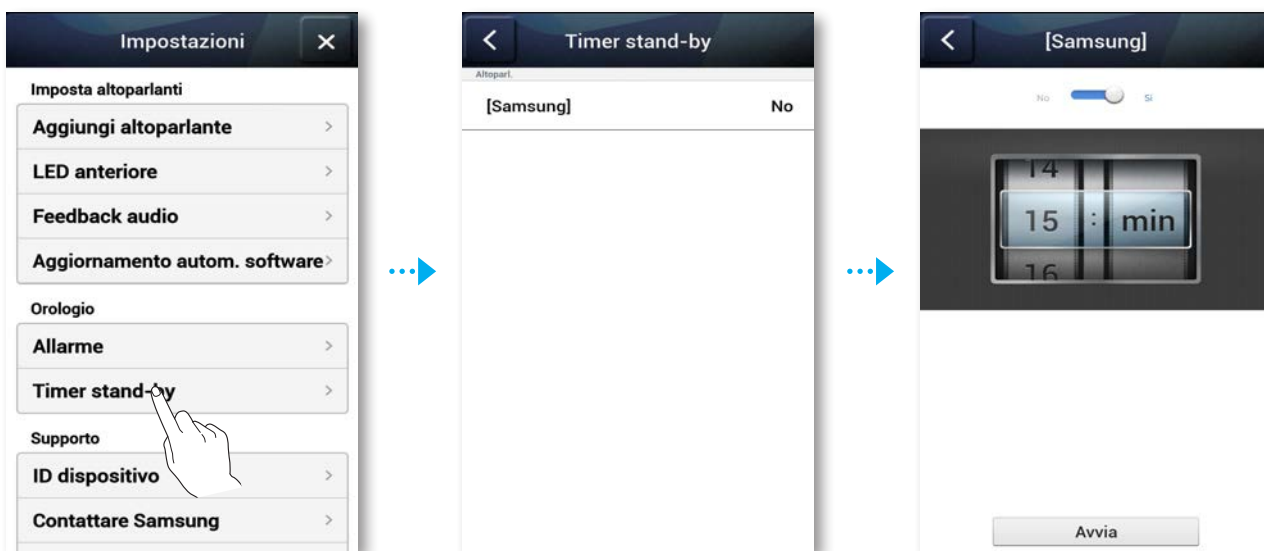 Impostazioni
Imposta altoparlanti
Aggiungi altoparlante
LED anteriore
Feedback audio
Aggiornamento autom. software
Orologio
Allarme
Timer stand-by
Supporto
ID dispositivo
Contattare Samsung
Timer stand-by
Altoparl.
[Samsung] No
[Samsung]
No Sì
14
15 : min
16
Avvia